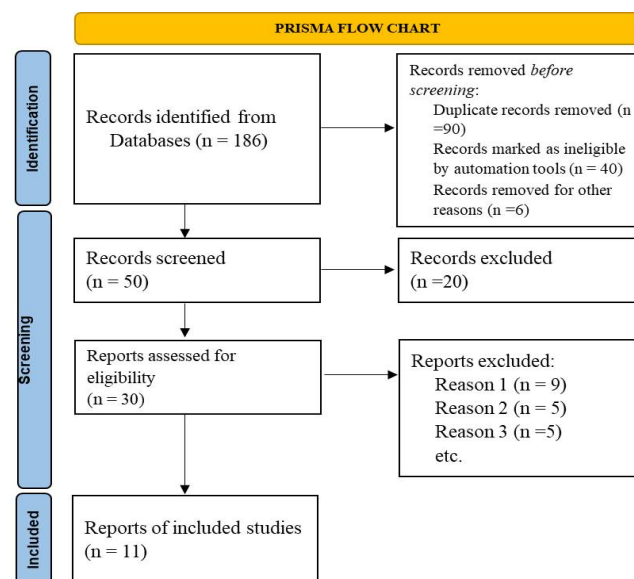 PRISMA FLOW CHART
Identification
Records identified from
Databases (n = 186)
Records removed before
screening:
Duplicate records removed (n
=90)
Records marked as ineligible
by automation tools (n = 40)
Records removed for other
reasons (n =6)
Screening
Records screened
(n = 50)
Records excluded
(n =20)
Reports assessed for
eligibility
(n = 30)
Reports excluded:
Reason 1 (n = 9)
Reason 2 (n = 5)
Reason 3 (n =5)
etc.
Included
Reports of included studies
(n = 11)